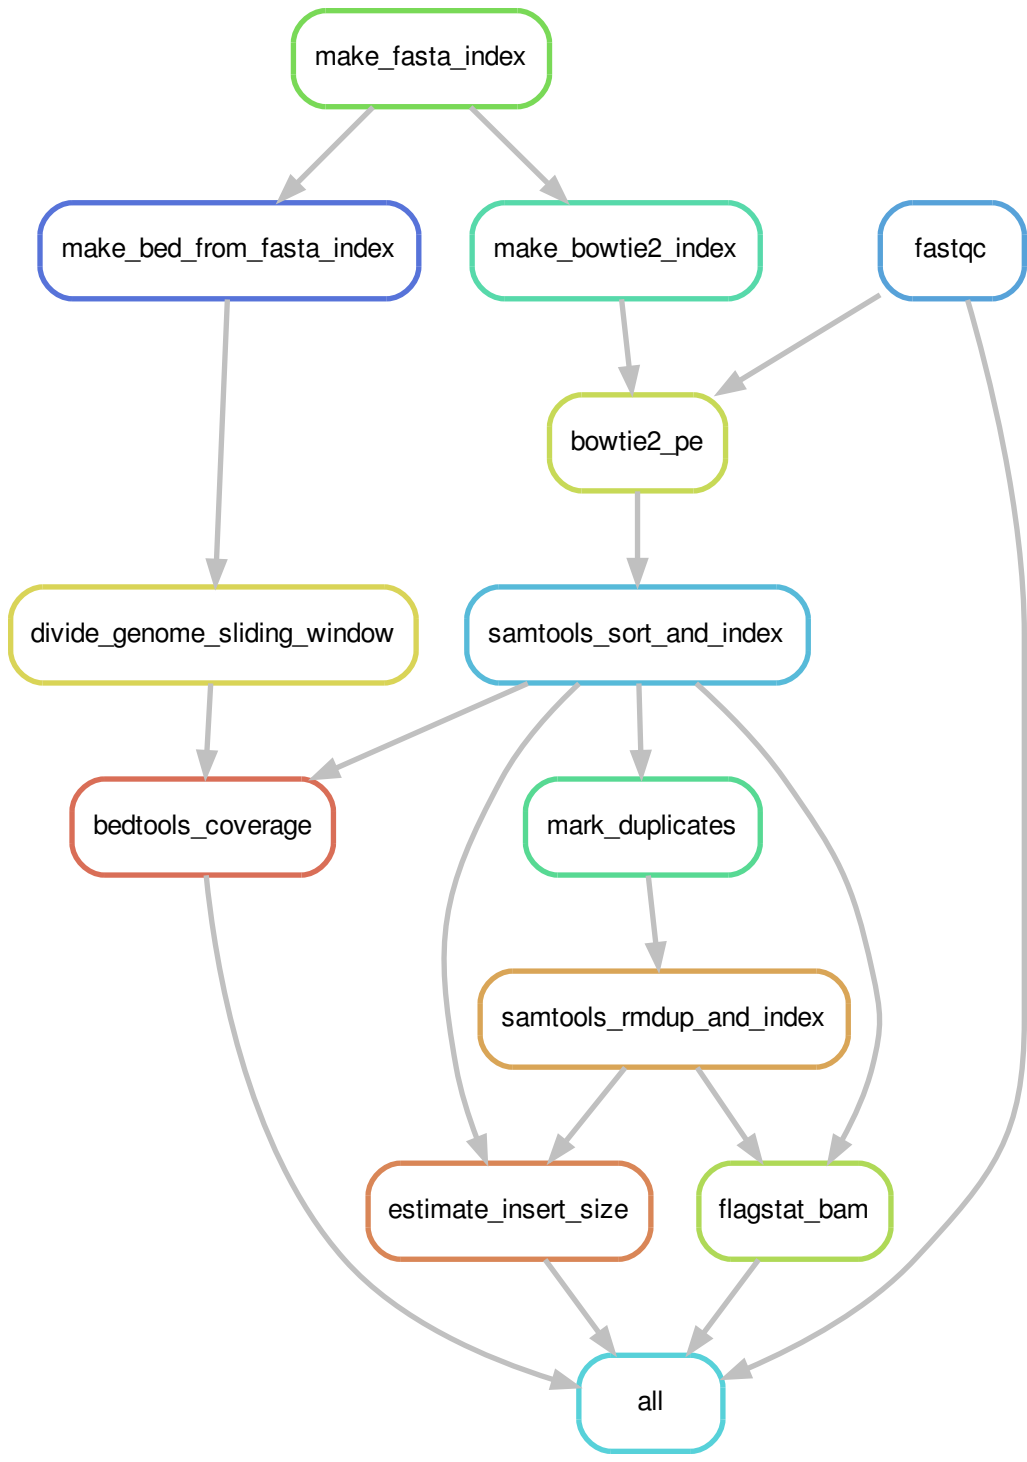 make_fasta_index
make_bed_from_fasta_index
make_bowtie2_index
fastqc
bowtie2_pe
divide_genome_sliding_window
samtools_sort_and_index
bedtools_coverage
mark_duplicates
samtools_rmdup_and_index
estimate_insert_size
flagstat_bam
all